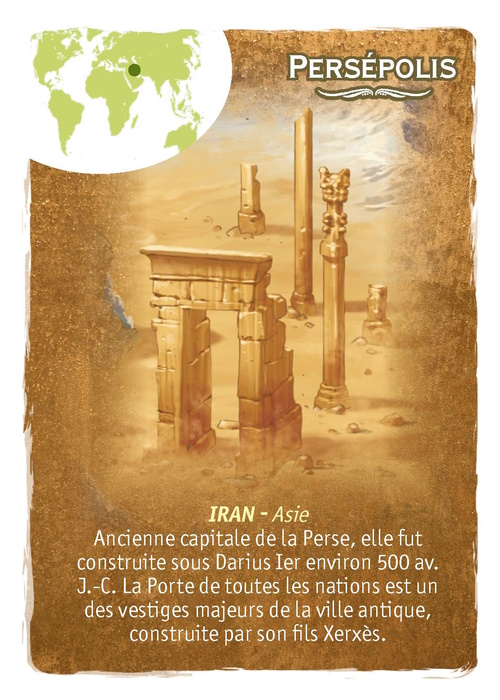 PERSÉPOLIS
IRAN - Asie
Ancienne capitale de la Perse, elle fut
construite sous Darius Ier environ 500 av.
J.-C. La Porte de toutes les nations est un
des vestiges majeurs de la ville antique,
construite par son fils Xerxès.